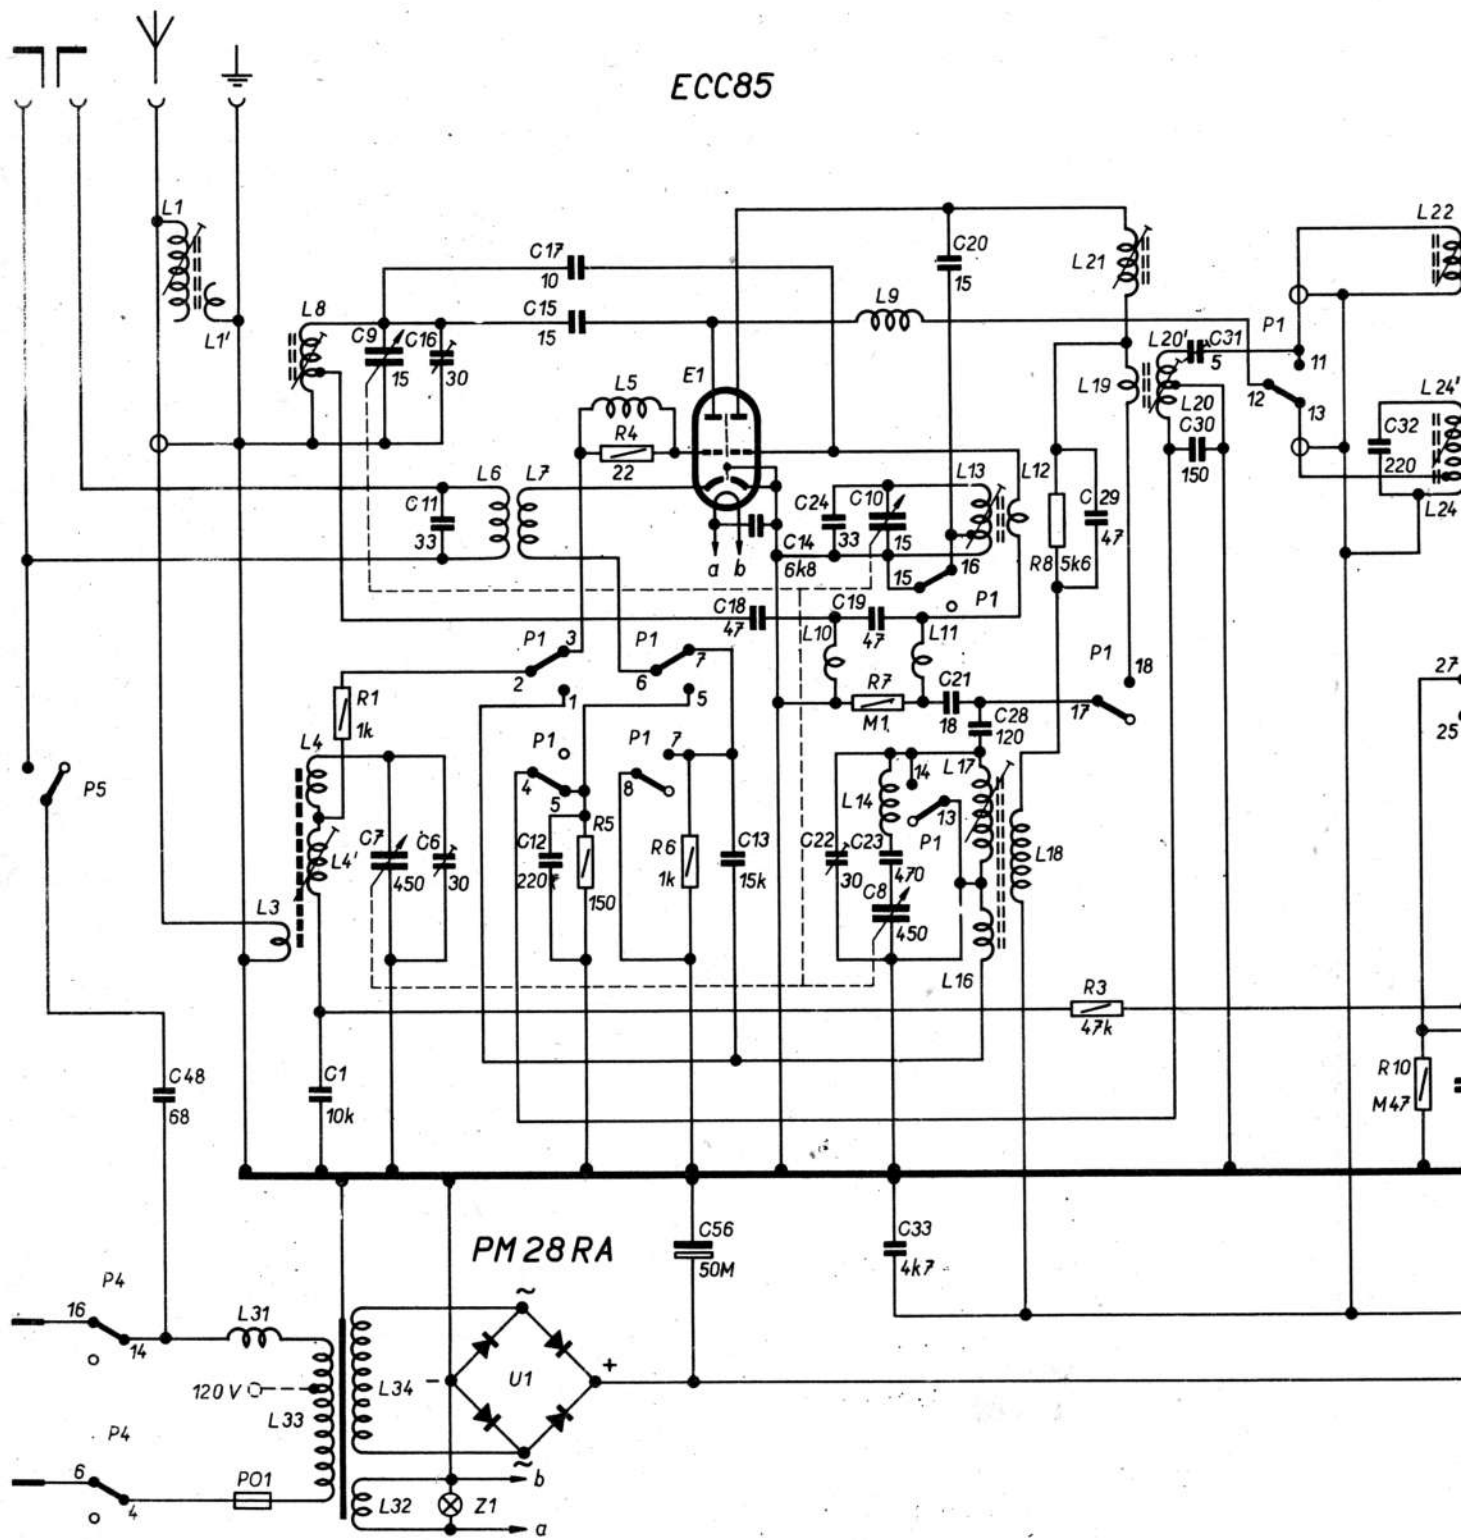 ECC85
L1
L1'
L22
C17
10
C20
15
L21
L8
C9
15
C16
30
C15
15
L9
P1
L20'
C31
5
11
E1
L5
R4
22
L19
L20
12
13
L24'
C30
150
C32
220
L24
L6
L7
L13
L12
C11
33
C24
33
C10
15
C29
47
C14
6k8
a
b
15
16
R8
5k6
P1
C18
47
C19
47
L10
L11
P1
3
2
1
P1
7
6
5
P1
18
17
27
25
R1
1k
R7
M1
C21
18
C28
120
L4
P1
4
5
P1
7
8
14
L17
L14
13
P1
P5
C7
450
C6
30
L4'
C12
220k
R5
150
R6
1k
C13
15k
C22
30
C23
470
C8
450
L18
L3
L16
R3
47k
C48
68
C1
10k
R10
M47
PM28RA
C56
50M
C33
4k7
P4
16
14
L31
~
120 V
L33
L34
-
U1
+
P4
6
4
PO1
~
L32
Z1
b
a